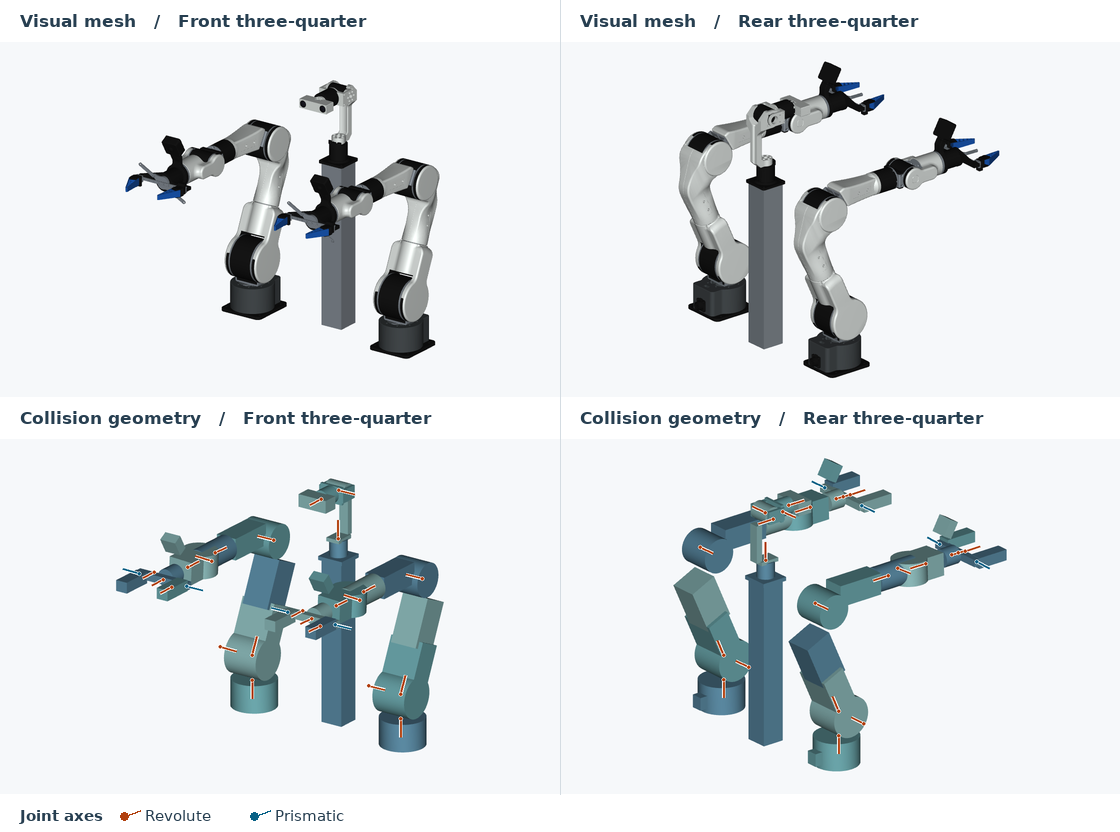 Visual mesh / Front three-quarter
Visual mesh / Rear three-quarter
Collision geometry / Front three-quarter
Collision geometry / Rear three-quarter
Joint axes Revolute Prismatic